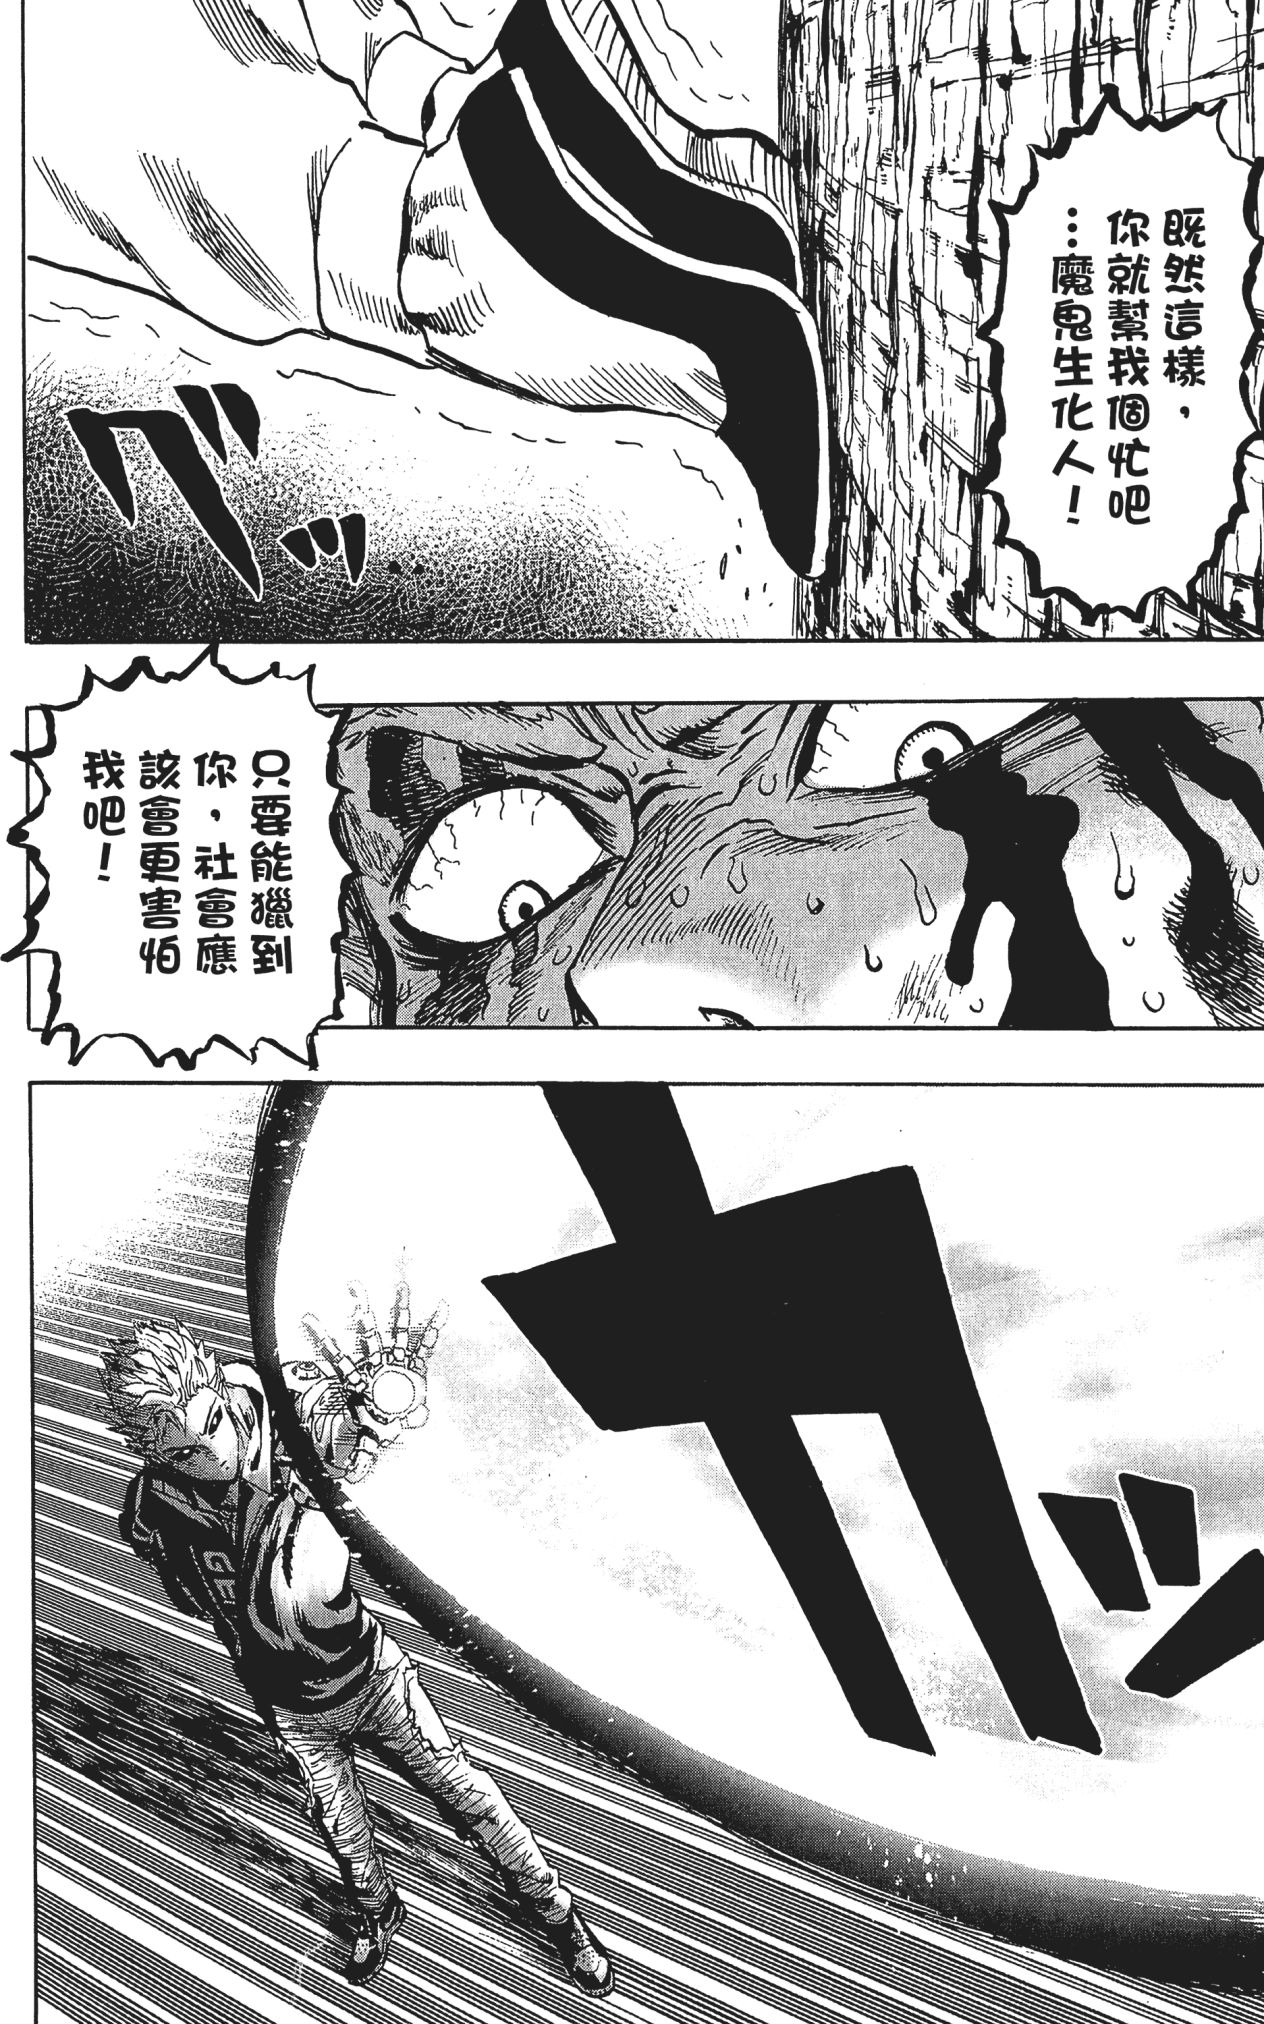 既然這樣，
你就幫我個忙吧
…魔鬼生化人！
グッ…
只要能獵到
你，社會應
該會更害怕
我吧！
カッ
GE